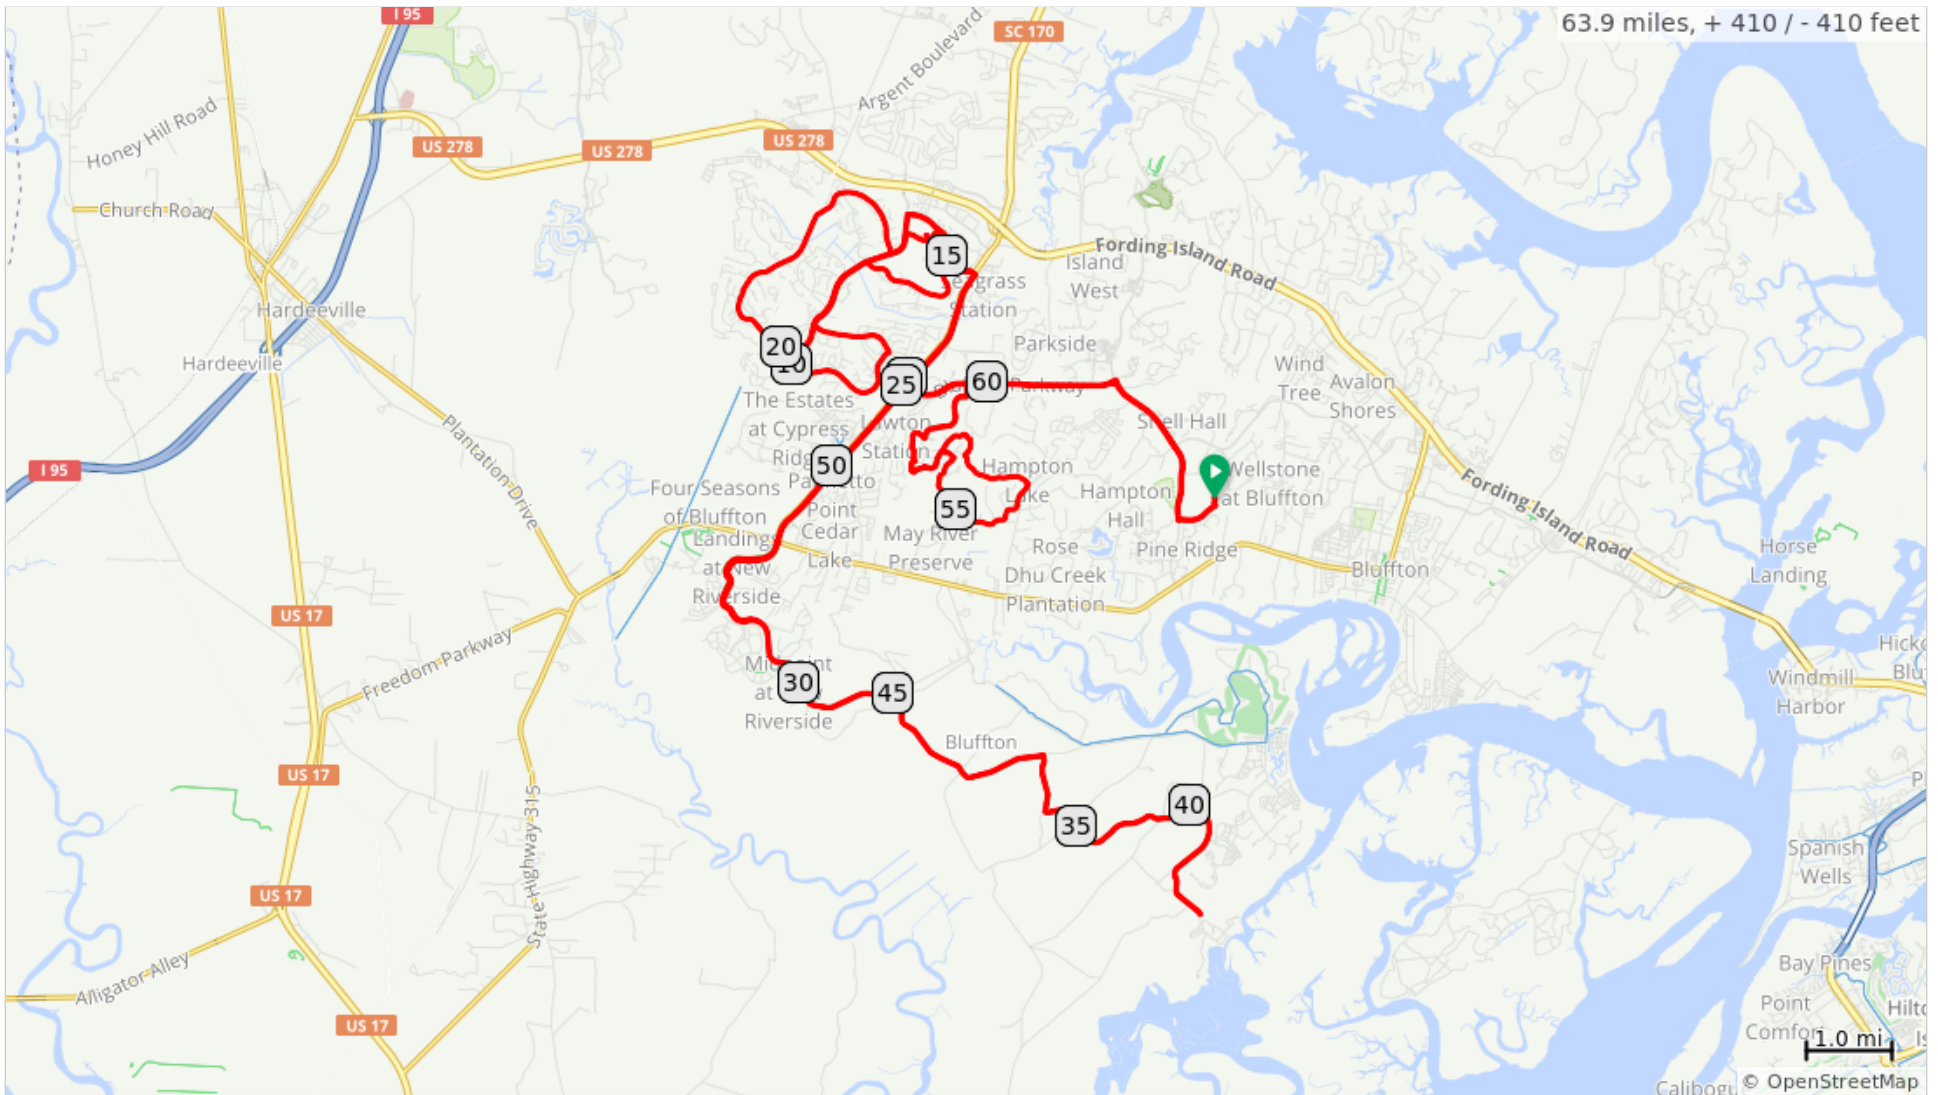 I 95
SC 170
63.9 miles, + 410 / - 410 feet
Argent Boulevard
Honey Hill Road
US 278
US 278
US 278
Church Road
Fording Island Road
Island
West
15
Station
Hardeeville
Hardeeville
Parkside
20
25
60
Parkway
Wind
Tree
Avalon
Shores
The Estates
at Cypress
Shell Hall
Station
Plantation Drive
50
I 95
Hampton
Lake
Wellstone
at Bluffton
Four Seasons
of Bluffton
Point
Cedar
Lake
55
Hampton
Hall
Fording Island Road
May River
Preserve
Landings
at New
Riverside
Rose
Dhu Creek
Plantation
Pine Ridge
Bluffton
Horse
Landing
US 17
Freedom Parkway
30
45
at
Riverside
Windmill
Harbor
Bluffton
US 17
State Highway 315
35
40
Spanish
Wells
US 17
Alligator Alley
Bay Pines
Point
US 17
1.0 mi
© OpenStreetMap